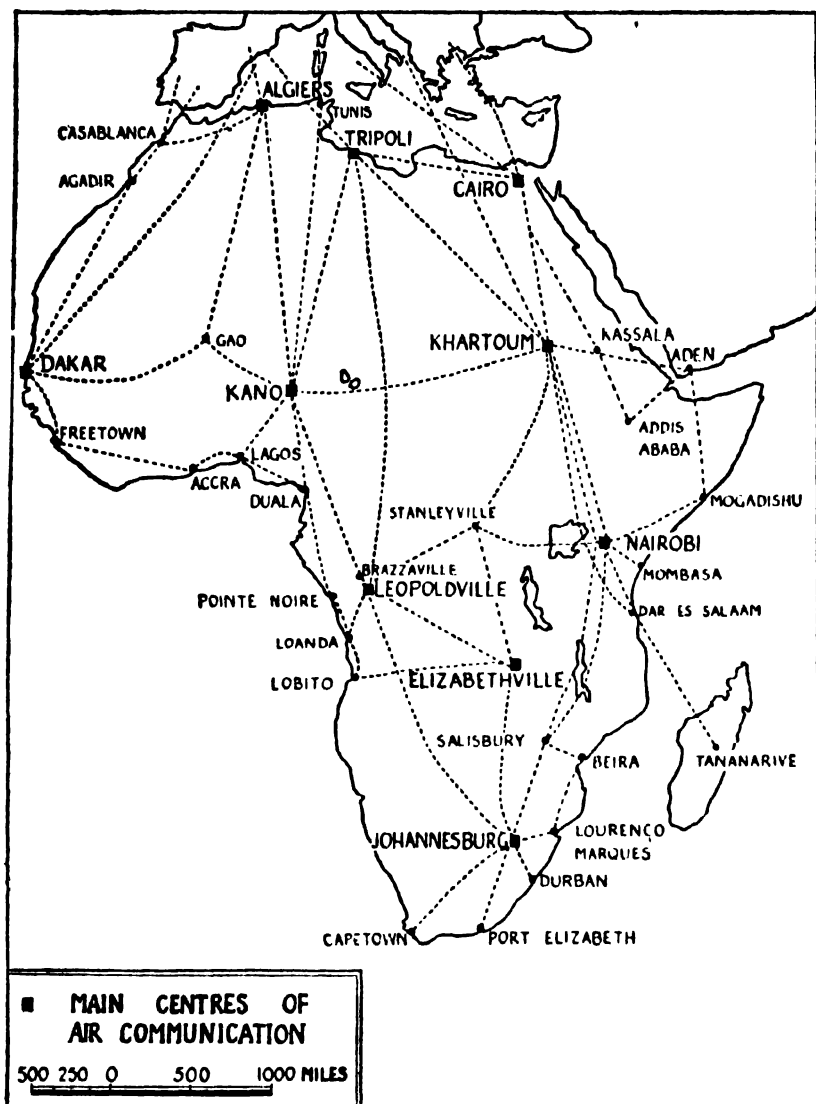 ALGIERS
TUNIS
CASABLANCA
TRIPOLI
AGADIR
CAIRO
GAO
KHARTOUM
KASSALA
ADEN
DAKAR
KANO
FREETOWN
LAGOS
ADDIS
ABABA
ACCRA
DUALA
STANLEYVILLE
MOGADISHU
NAIROBI
BRAZZAVILLE
MOMBASA
LEOPOLDVILLE
POINTE NOIRE
DAR ES SALAAM
LOANDA
LOBITO
ELIZABETHVILLE
SALISBURY
BEIRA
TANANARIVE
JOHANNESBURG
LOURENÇO
MARQUES
DURBAN
CAPETOWN
PORT ELIZABETH
MAIN CENTRES OF
AIR COMMUNICATION
500 250 0 500 1000 MILES